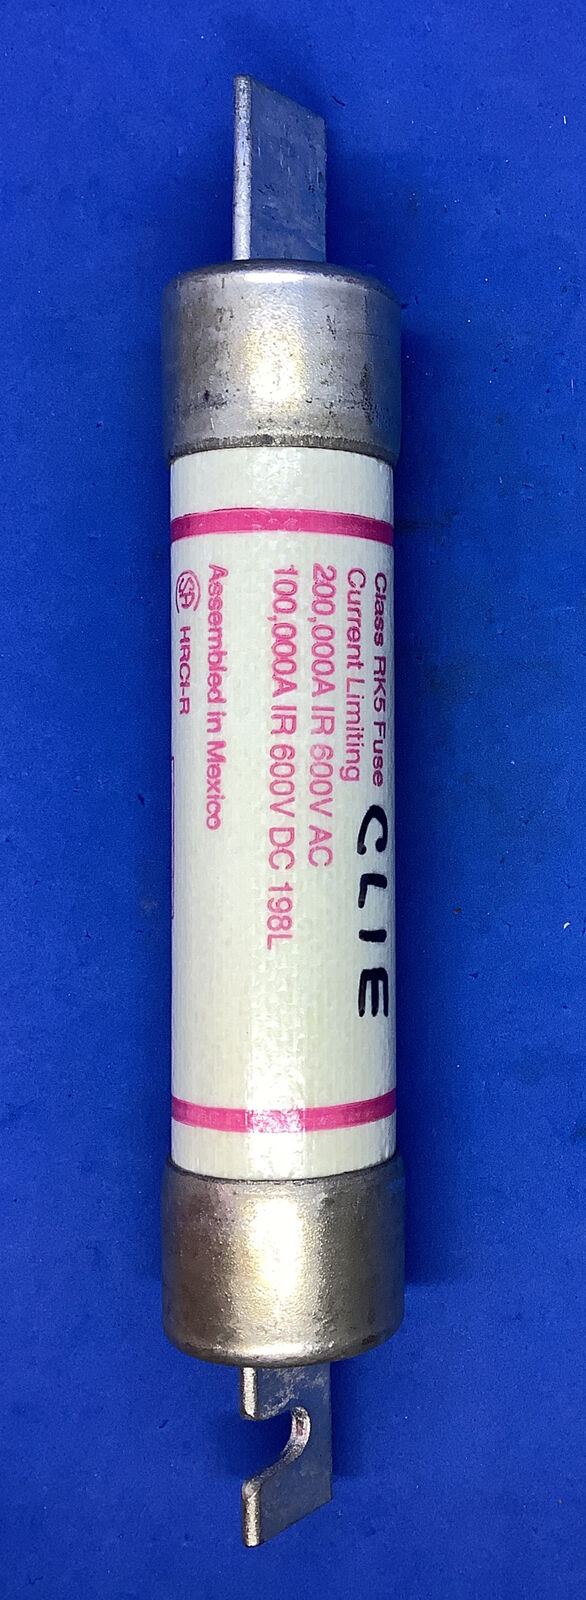 Class RK5 Fuse
Current Limiting
200,000A IR 600V AC
100,000A IR 600V DC 198L
Assembled in Mexico
SA HRCI-R
CLIE